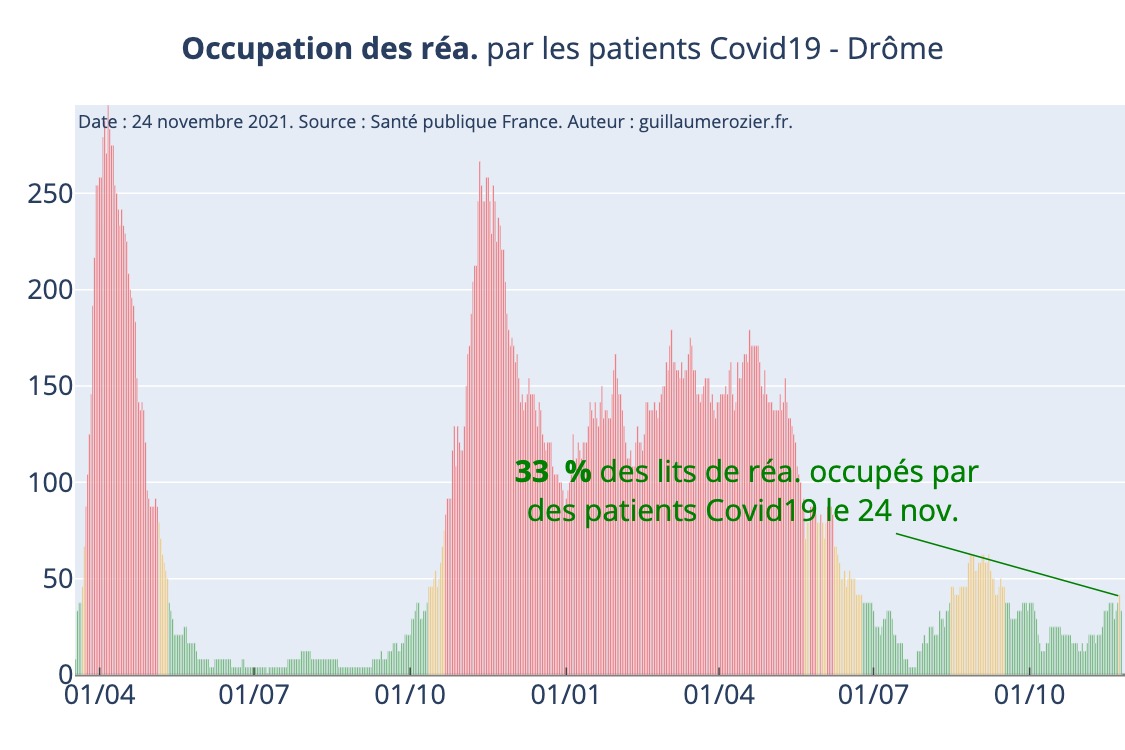 Occupation des réa. par les patients Covid19 - Drôme
Date : 24 novembre 2021. Source : Santé publique France. Auteur : guillaumerozier.fr.
250
200
150
100
50
0
33 % des lits de réa. occupés par
des patients Covid19 le 24 nov.
01/04 01/07 01/10 01/01 01/04 01/07 01/10